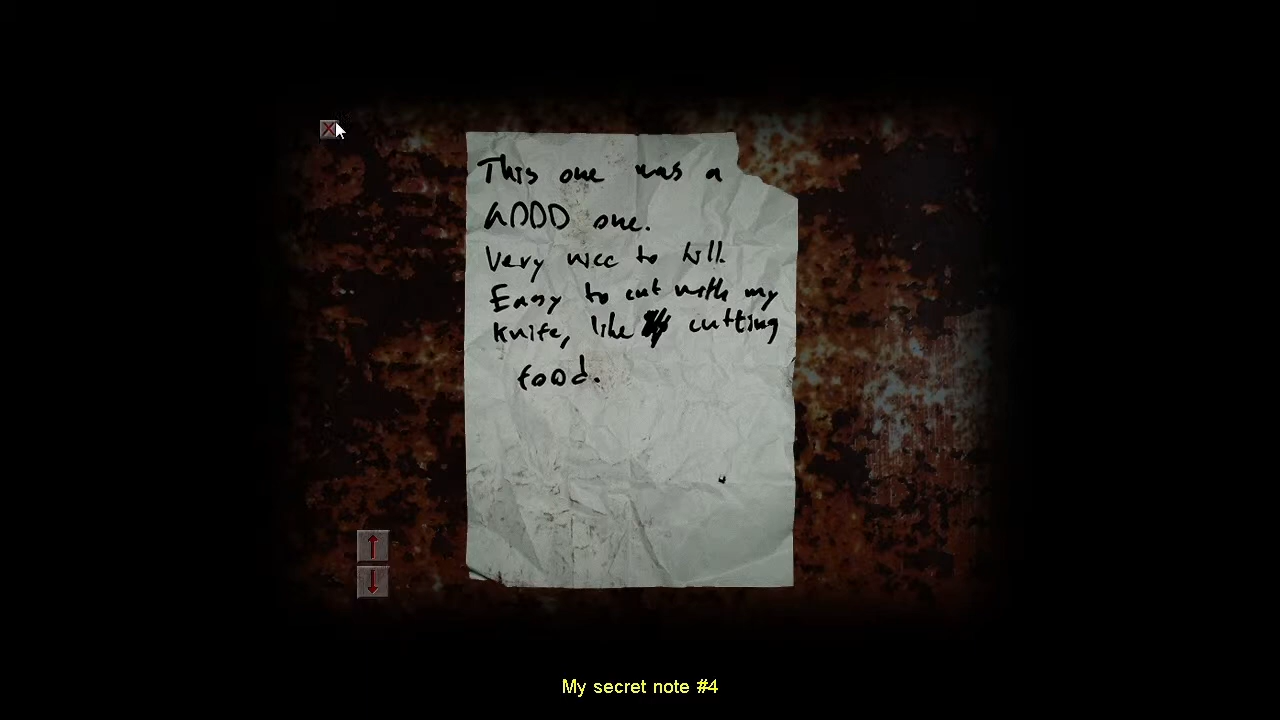 This one was a
GOOD one.
Very nice to kill.
Easy to cut with my
knife, like cutting
food.
My secret note #4